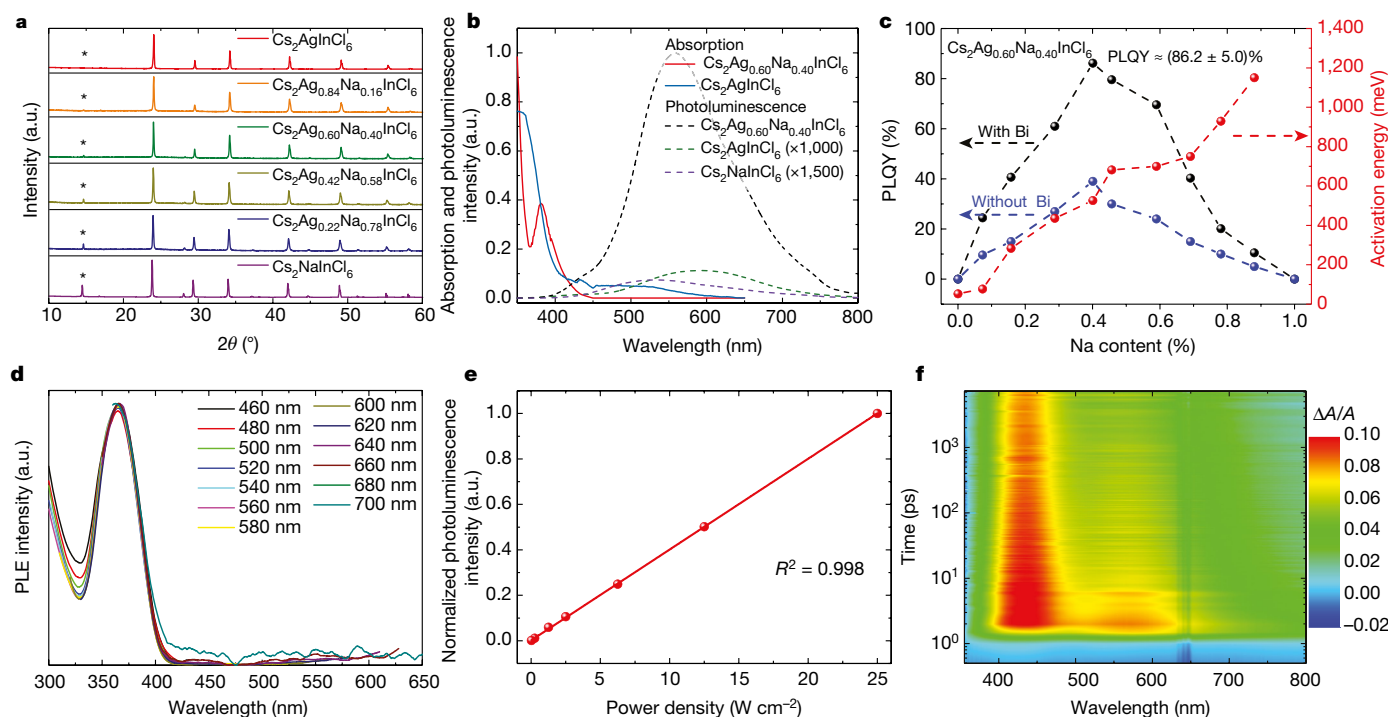 a
Intensity (a.u.)
Cs₂AgInCl₆
*
Cs₂Ag₀.₈₄Na₀.₁₆InCl₆
*
Cs₂Ag₀.₆₀Na₀.₄₀InCl₆
*
Cs₂Ag₀.₄₂Na₀.₅₈InCl₆
*
Cs₂Ag₀.₂₂Na₀.₇₈InCl₆
*
Cs₂NaInCl₆
*
10 20 30 40 50 60
2θ (°)
b
Absorption and photoluminescence
intensity (a.u.)
1.0
0.8
0.6
0.4
0.2
0.0
Absorption
Cs₂Ag₀.₆₀Na₀.₄₀InCl₆
Cs₂AgInCl₆
Photoluminescence
Cs₂Ag₀.₆₀Na₀.₄₀InCl₆
Cs₂AgInCl₆ (×1,000)
Cs₂NaInCl₆ (×1,500)
400 500 600 700 800
Wavelength (nm)
c
PLQY (%)
100
80
60
40
20
0
Cs₂Ag₀.₆₀Na₀.₄₀InCl₆
PLQY ≈ (86.2 ± 5.0)%
With Bi
Without Bi
1,400
1,200
1,000
800
600
400
200
0
Activation energy (meV)
0.0 0.2 0.4 0.6 0.8 1.0
Na content (%)
d
PLE intensity (a.u.)
460 nm
480 nm
500 nm
520 nm
540 nm
560 nm
580 nm
600 nm
620 nm
640 nm
660 nm
680 nm
700 nm
300 350 400 450 500 550 600 650
Wavelength (nm)
e
Normalized photoluminescence
intensity (a.u.)
1.0
0.8
0.6
0.4
0.2
0.0
R² = 0.998
0 5 10 15 20 25
Power density (W cm⁻²)
f
Time (ps)
10³
10²
10¹
10⁰
400 500 600 700 800
Wavelength (nm)
ΔA/A
0.10
0.08
0.06
0.04
0.02
0.00
−0.02